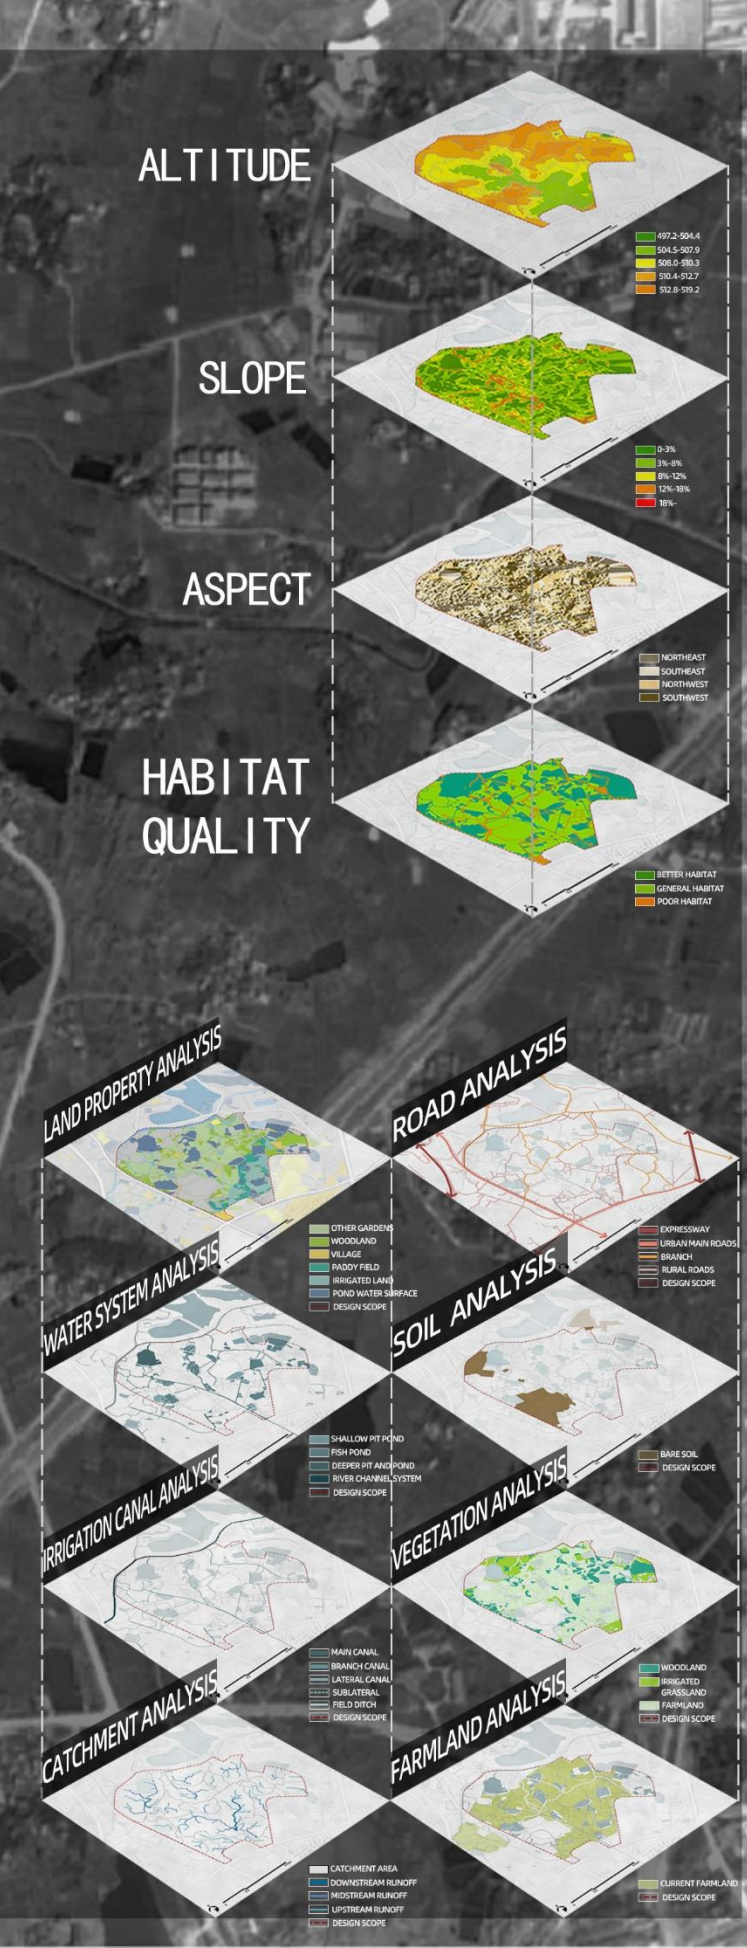 ALTITUDE
497.2-504.4
504.5-507.9
508.0-510.3
510.4-512.7
512.8-519.2
SLOPE
0-3%
3%-8%
8%-12%
12%-18%
18%-
ASPECT
NORTHEAST
SOUTHEAST
NORTHWEST
SOUTHWEST
HABITAT
QUALITY
BETTER HABITAT
GENERAL HABITAT
POOR HABITAT
LAND PROPERTY ANALYSIS
OTHER GARDENS
WOODLAND
VILLAGE
PADDY FIELD
IRRIGATED LAND
POND WATER SURFACE
DESIGN SCOPE
ROAD ANALYSIS
EXPRESSWAY
URBAN MAIN ROADS
BRANCH
RURAL ROADS
DESIGN SCOPE
WATER SYSTEM ANALYSIS
SHALLOW PIT POND
FISH POND
DEEPER PIT AND POND
RIVER CHANNEL SYSTEM
DESIGN SCOPE
SOIL ANALYSIS
BARE SOIL
DESIGN SCOPE
IRRIGATION CANAL ANALYSIS
MAIN CANAL
BRANCH CANAL
LATERAL CANAL
SUBLATERAL
FIELD DITCH
DESIGN SCOPE
VEGETATION ANALYSIS
WOODLAND
IRRIGATED
GRASSLAND
FARMLAND
DESIGN SCOPE
CATCHMENT ANALYSIS
CATCHMENT AREA
DOWNSTREAM RUNOFF
MIDSTREAM RUNOFF
UPSTREAM RUNOFF
DESIGN SCOPE
FARMLAND ANALYSIS
CURRENT FARMLAND
DESIGN SCOPE